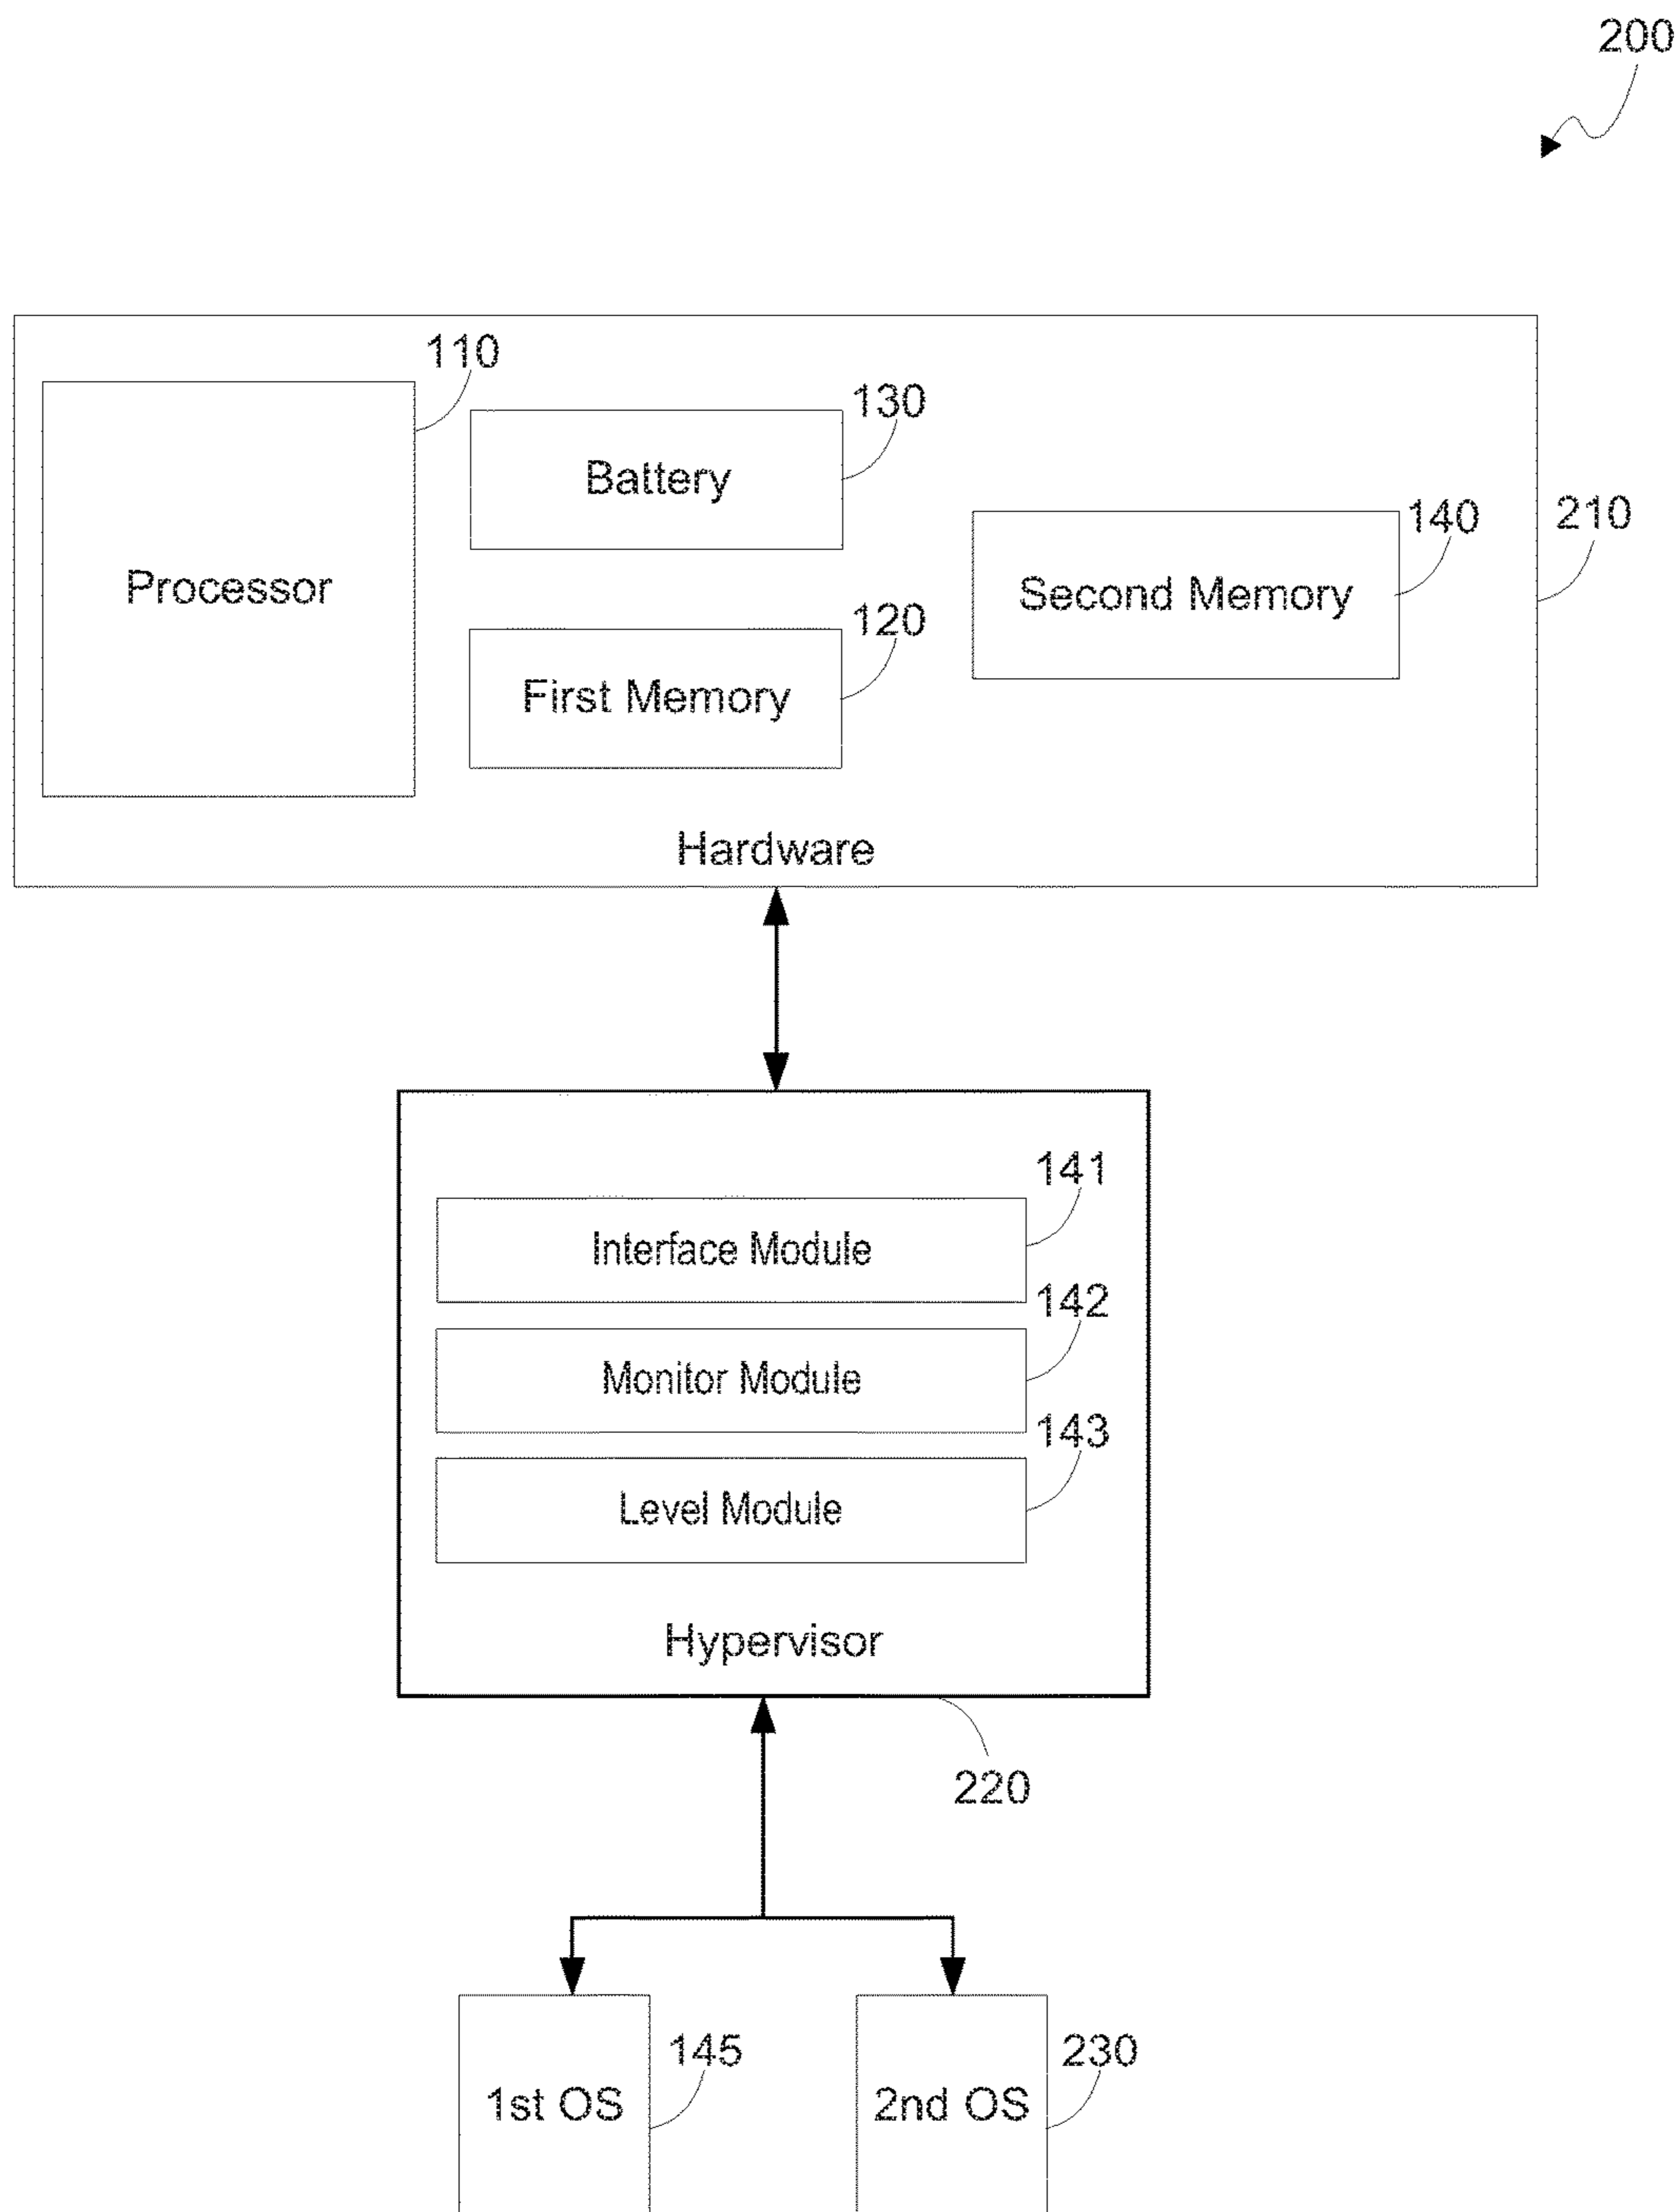 200
110
130
Battery
140
210
Processor
Second Memory
120
First Memory
Hardware
141
Interface Module
142
Monitor Module
143
Level Module
Hypervisor
220
145
230
1st OS
2nd OS